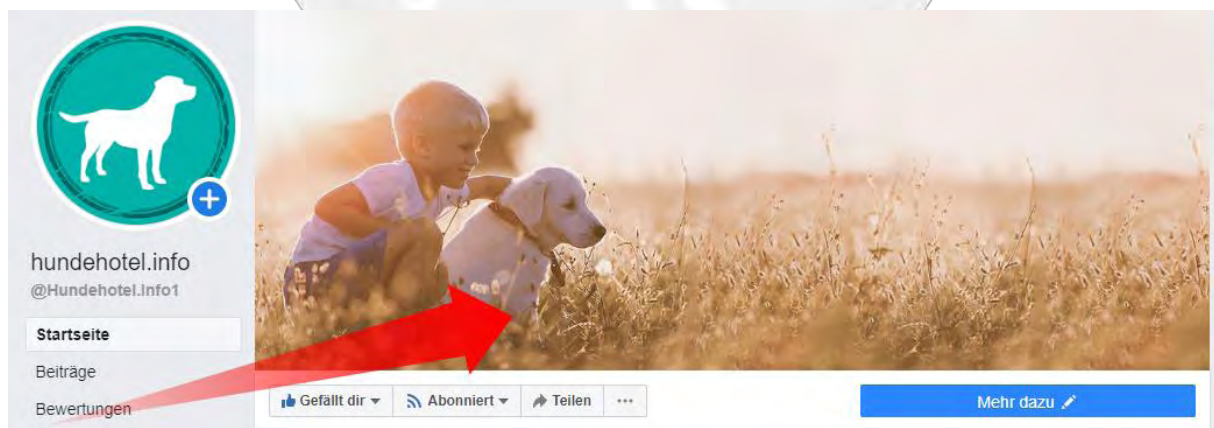 hundehotel.info
@Hundehotel.Info1
Startseite
Beiträge
Bewertungen
Gefällt dir
Abonniert
Teilen
Mehr dazu